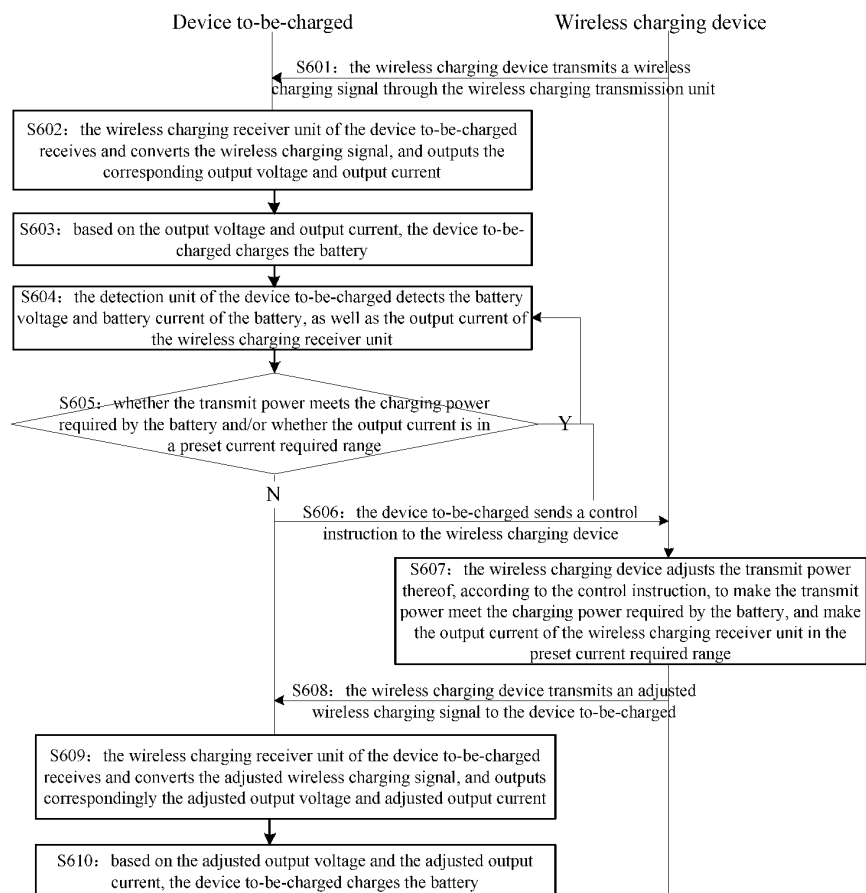 Device to-be-charged
Wireless charging device
S601：the wireless charging device transmits a wireless
charging signal through the wireless charging transmission unit
S602：the wireless charging receiver unit of the device to-be-charged
receives and converts the wireless charging signal, and outputs the
corresponding output voltage and output current
S603：based on the output voltage and output current, the device to-be-
charged charges the battery
S604：the detection unit of the device to-be-charged detects the battery
voltage and battery current of the battery, as well as the output current of
the wireless charging receiver unit
S605：whether the transmit power meets the charging power
required by the battery and/or whether the output current is in
a preset current required range
Y
N
S606：the device to-be-charged sends a control
instruction to the wireless charging device
S607：the wireless charging device adjusts the transmit power
thereof, according to the control instruction, to make the transmit
power meet the charging power required by the battery, and make
the output current of the wireless charging receiver unit in the
preset current required range
S608：the wireless charging device transmits an adjusted
wireless charging signal to the device to-be-charged
S609：the wireless charging receiver unit of the device to-be-charged
receives and converts the adjusted wireless charging signal, and outputs
correspondingly the adjusted output voltage and adjusted output current
S610：based on the adjusted output voltage and the adjusted output
current, the device to-be-charged charges the battery